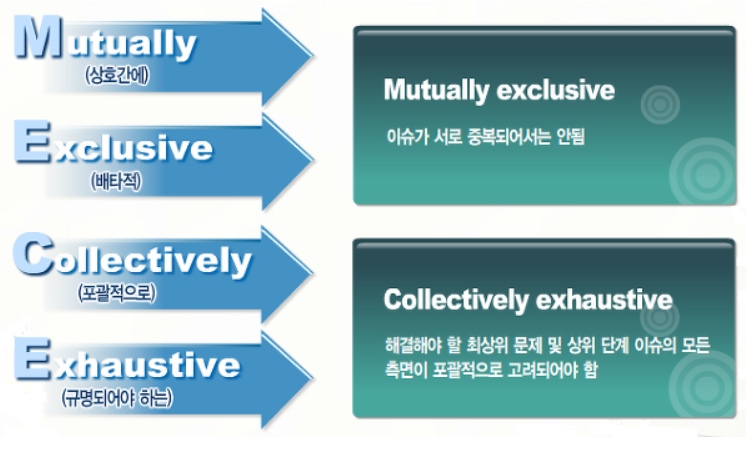 Mutually
(상호간에)
Exclusive
(배타적)
Mutually exclusive
이슈가 서로 중복되어서는 안됨
Collectively
(포괄적으로)
Exhaustive
(규명되어야 하는)
Collectively exhaustive
해결해야 할 최상위 문제 및 상위 단계 이슈의 모든
측면이 포괄적으로 고려되어야 함